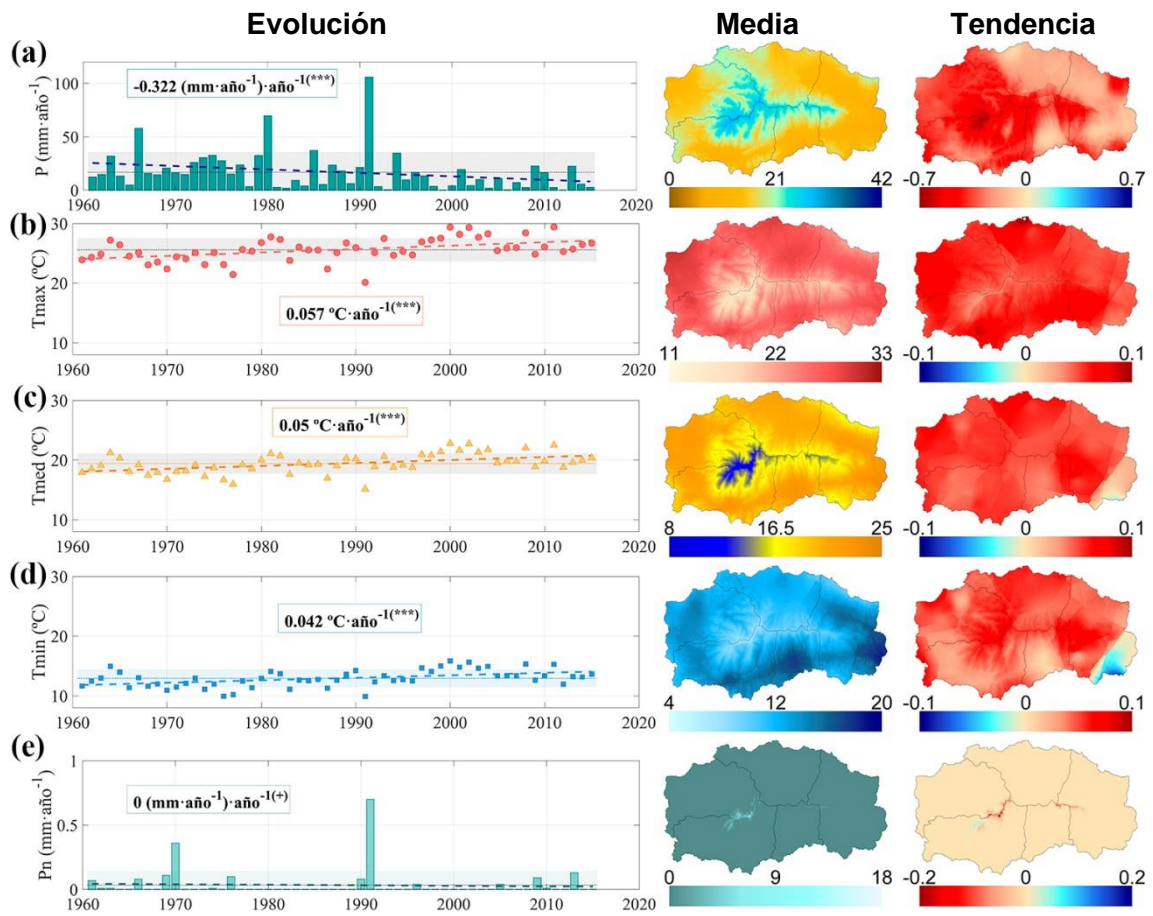 Evolución Media Tendencia
(a)
P (mm·año-1)
100
50
0
-0.322 (mm·año-1)·año-1(***)
1960 1970 1980 1990 2000 2010 2020
0 21 42
-0.7 0 0.7
(b)
Tmax (ºC)
30
20
10
0.057 ºC·año-1(***)
1960 1970 1980 1990 2000 2010 2020
11 22 33
-0.1 0 0.1
(c)
Tmed (ºC)
30
20
10
0.05 ºC·año-1(***)
1960 1970 1980 1990 2000 2010 2020
8 16.5 25
-0.1 0 0.1
(d)
Tmin (ºC)
30
20
10
0.042 ºC·año-1(***)
1960 1970 1980 1990 2000 2010 2020
4 12 20
-0.1 0 0.1
(e)
Pn (mm·año-1)
1
0.5
0
0 (mm·año-1)·año-1(+)
1960 1970 1980 1990 2000 2010 2020
0 9 18
-0.2 0 0.2